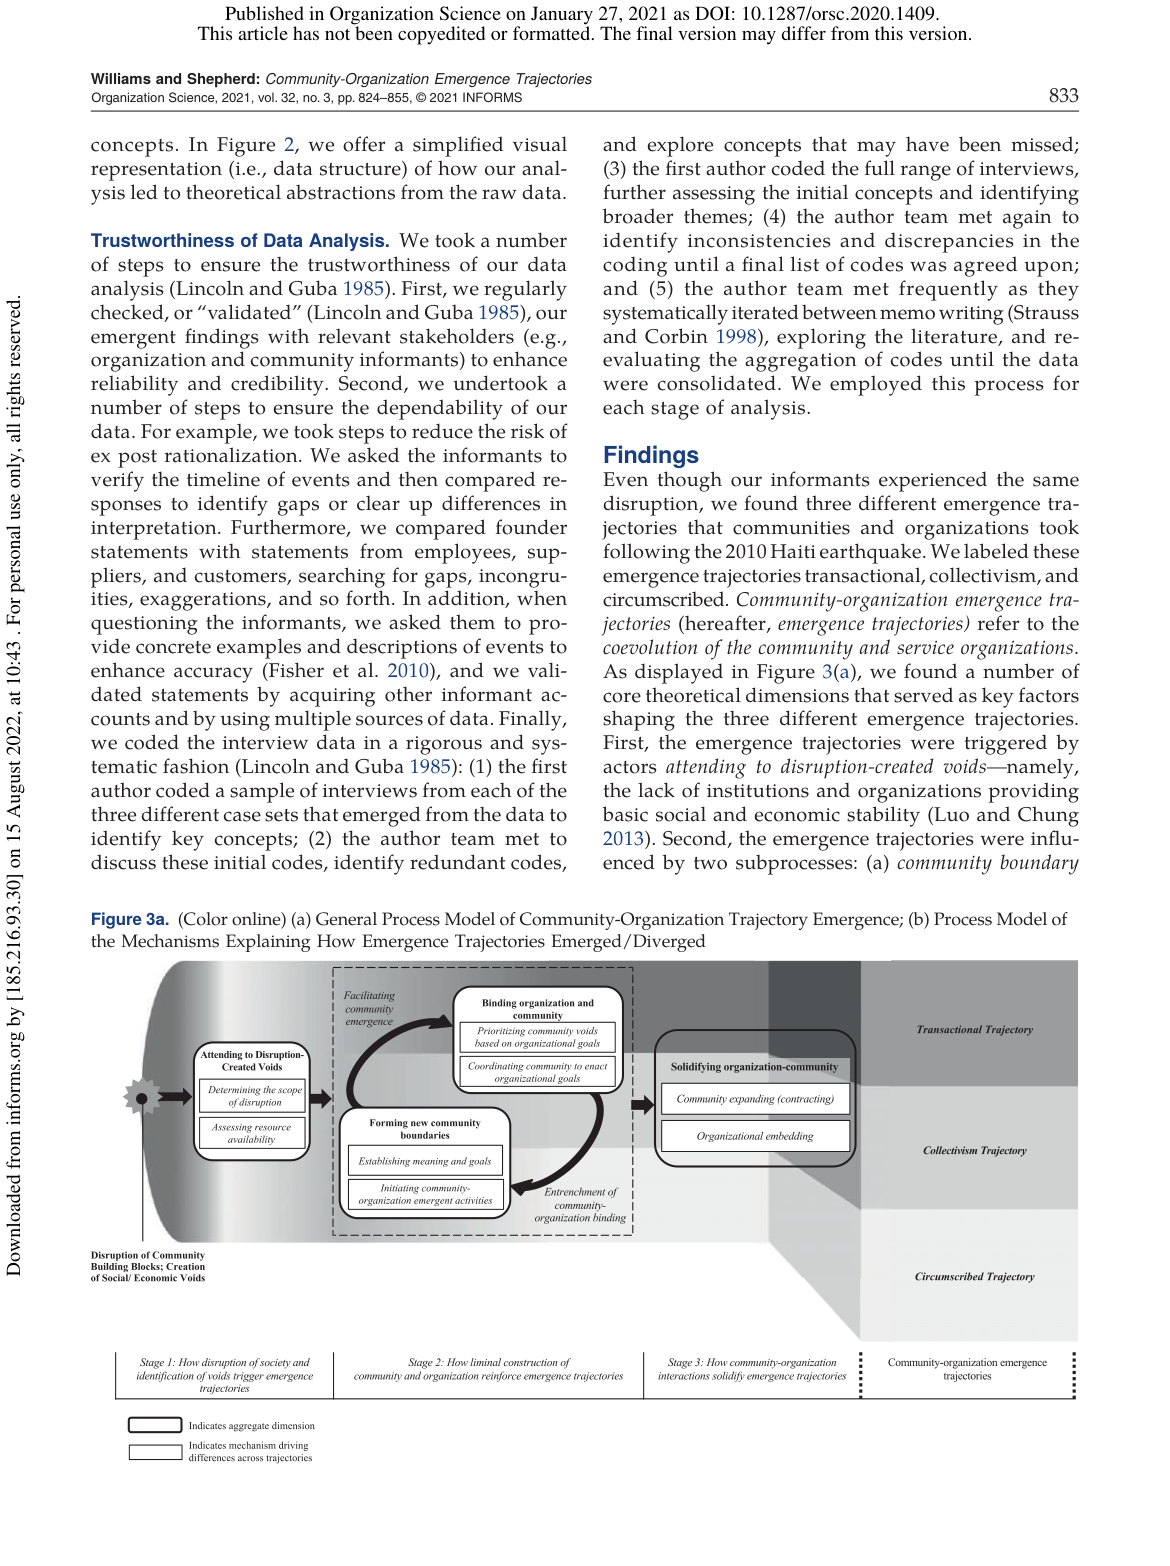 Published in Organization Science on January 27, 2021 as DOI: 10.1287/orsc.2020.1409.
This article has not been copyedited or formatted. The final version may differ from this version.
Williams and Shepherd: Community-Organization Emergence Trajectories
Organization Science, 2021, vol. 32, no. 3, pp. 824–855, © 2021 INFORMS
833
concepts. In Figure 2, we offer a simplified visual
representation (i.e., data structure) of how our anal-
ysis led to theoretical abstractions from the raw data.
Trustworthiness of Data Analysis. We took a number
of steps to ensure the trustworthiness of our data
analysis (Lincoln and Guba 1985). First, we regularly
checked, or “validated” (Lincoln and Guba 1985), our
emergent findings with relevant stakeholders (e.g.,
organization and community informants) to enhance
reliability and credibility. Second, we undertook a
number of steps to ensure the dependability of our
data. For example, we took steps to reduce the risk of
ex post rationalization. We asked the informants to
verify the timeline of events and then compared re-
sponses to identify gaps or clear up differences in
interpretation. Furthermore, we compared founder
statements with statements from employees, sup-
pliers, and customers, searching for gaps, incongru-
ities, exaggerations, and so forth. In addition, when
questioning the informants, we asked them to pro-
vide concrete examples and descriptions of events to
enhance accuracy (Fisher et al. 2010), and we vali-
dated statements by acquiring other informant ac-
counts and by using multiple sources of data. Finally,
we coded the interview data in a rigorous and sys-
tematic fashion (Lincoln and Guba 1985): (1) the first
author coded a sample of interviews from each of the
three different case sets that emerged from the data to
identify key concepts; (2) the author team met to
discuss these initial codes, identify redundant codes,
and explore concepts that may have been missed;
(3) the first author coded the full range of interviews,
further assessing the initial concepts and identifying
broader themes; (4) the author team met again to
identify inconsistencies and discrepancies in the
coding until a final list of codes was agreed upon;
and (5) the author team met frequently as they
systematically iterated between memo writing (Strauss
and Corbin 1998), exploring the literature, and re-
evaluating the aggregation of codes until the data
were consolidated. We employed this process for
each stage of analysis.
Findings
Even though our informants experienced the same
disruption, we found three different emergence tra-
jectories that communities and organizations took
following the 2010 Haiti earthquake. We labeled these
emergence trajectories transactional, collectivism, and
circumscribed. Community-organization emergence tra-
jectories (hereafter, emergence trajectories) refer to the
coevolution of the community and service organizations.
As displayed in Figure 3(a), we found a number of
core theoretical dimensions that served as key factors
shaping the three different emergence trajectories.
First, the emergence trajectories were triggered by
actors attending to disruption-created voids—namely,
the lack of institutions and organizations providing
basic social and economic stability (Luo and Chung
2013). Second, the emergence trajectories were influ-
enced by two subprocesses: (a) community boundary
Figure 3a. (Color online) (a) General Process Model of Community-Organization Trajectory Emergence; (b) Process Model of
the Mechanisms Explaining How Emergence Trajectories Emerged/Diverged
Disruption of Community
Building Blocks; Creation
of Social/ Economic Voids
Attending to Disruption-
Created Voids
Determining the scope
of disruption
Assessing resource
availability
Facilitating
community
emergence
Binding organization and
community
Prioritizing community voids
based on organizational goals
Coordinating community to enact
organizational goals
Forming new community
boundaries
Establishing meaning and goals
Initiating community-
organization emergent activities
Entrenchment of
community-
organization binding
Solidifying organization-community
Community expanding (contracting)
Organizational embedding
Transactional Trajectory
Collectivism Trajectory
Circumscribed Trajectory
Stage 1: How disruption of society and
identification of voids trigger emergence
trajectories
Stage 2: How liminal construction of
community and organization reinforce emergence trajectories
Stage 3: How community-organization
interactions solidify emergence trajectories
Community-organization emergence
trajectories
Indicates aggregate dimension
Indicates mechanism driving
differences across trajectories
Downloaded from informs.org by [185.216.93.30] on 15 August 2022, at 10:43 . For personal use only, all rights reserved.